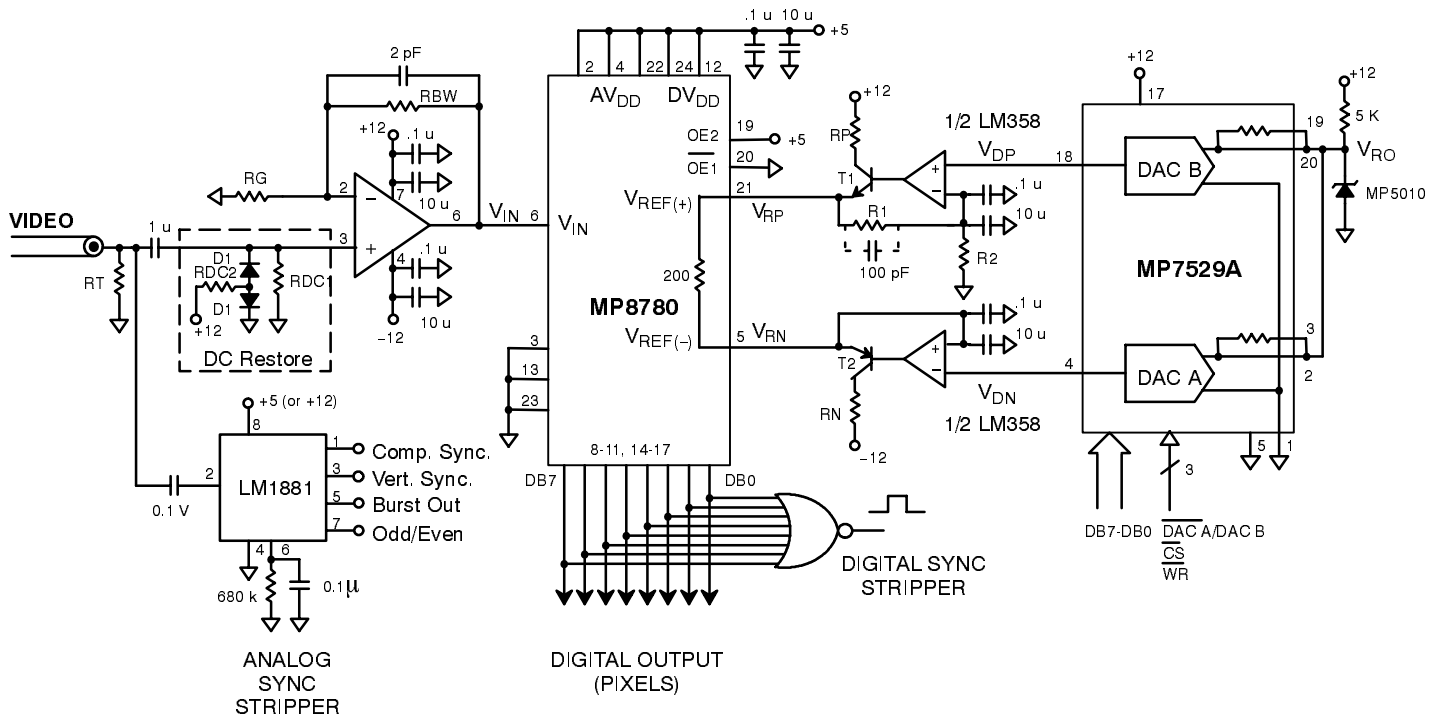 .1 u 10 u
+5
2 4 22 24 12
AVDD DVDD
2 pF
RBW
+12 .1 u
7
10 u
RG
2
−
VIDEO
1 u
3
+
6 VIN 6
VIN
RT
D1
RDC2
RDC1
D1
+12
DC Restore
4 .1 u
10 u
−12
OE2 19 +5
OE1 20
21
VREF(+) VRP
200
MP8780
VREF(−) 5 VRN
3
13
23
8-11, 14-17
DB7 DB0
+12
RP
T1
1/2 LM358
+
−
VDP
18
.1 u
10 u
R1
100 pF
R2
.1 u
10 u
T2
+
−
4
RN
VDN
1/2 LM358
−12
+12
17
DAC B
19
20
+12
5 K
VRO
MP5010
MP7529A
DAC A
3
2
5 1
3
DB7-DB0 DAC A/DAC B
CS
WR
+5 (or +12)
8
2
LM1881
0.1 V
1 Comp. Sync.
3 Vert. Sync.
5 Burst Out
7 Odd/Even
4 6
680 k
0.1µ
DIGITAL SYNC
STRIPPER
ANALOG
SYNC
STRIPPER
DIGITAL OUTPUT
(PIXELS)